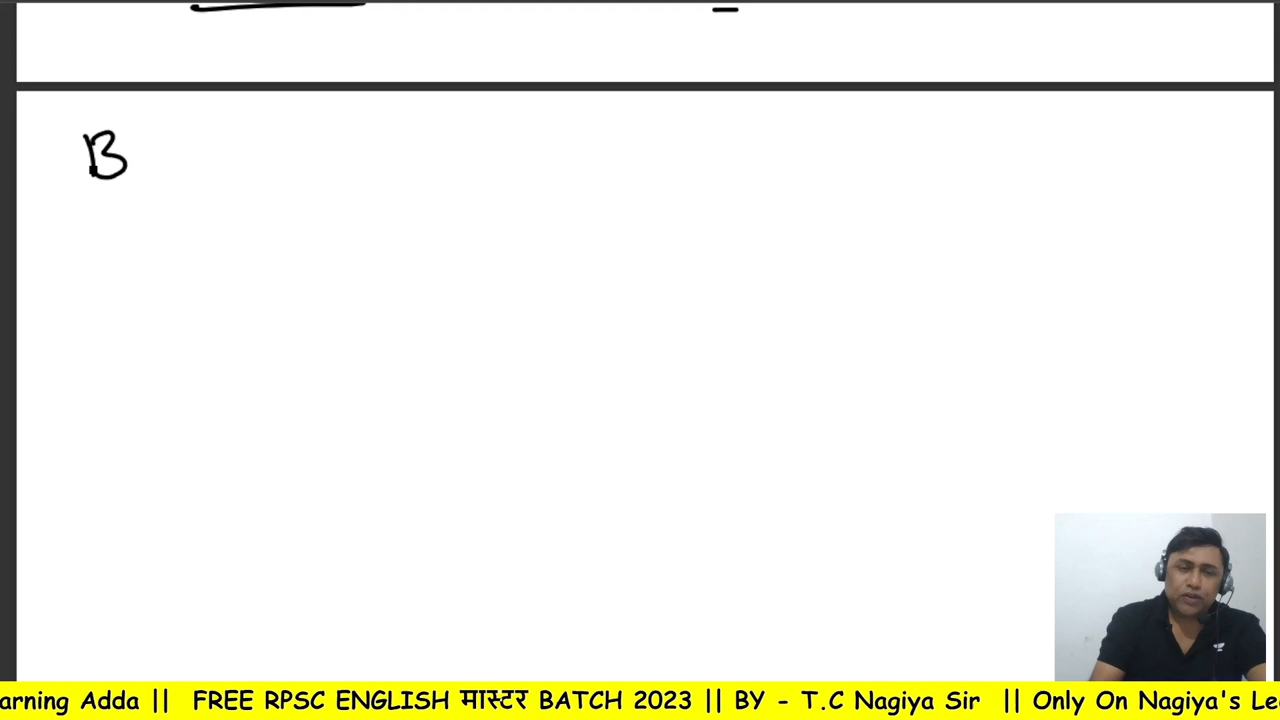 B
arning Adda || FREE RPSC ENGLISH मास्टर BATCH 2023 || BY - T.C Nagiya Sir || Only On Nagiya's Le